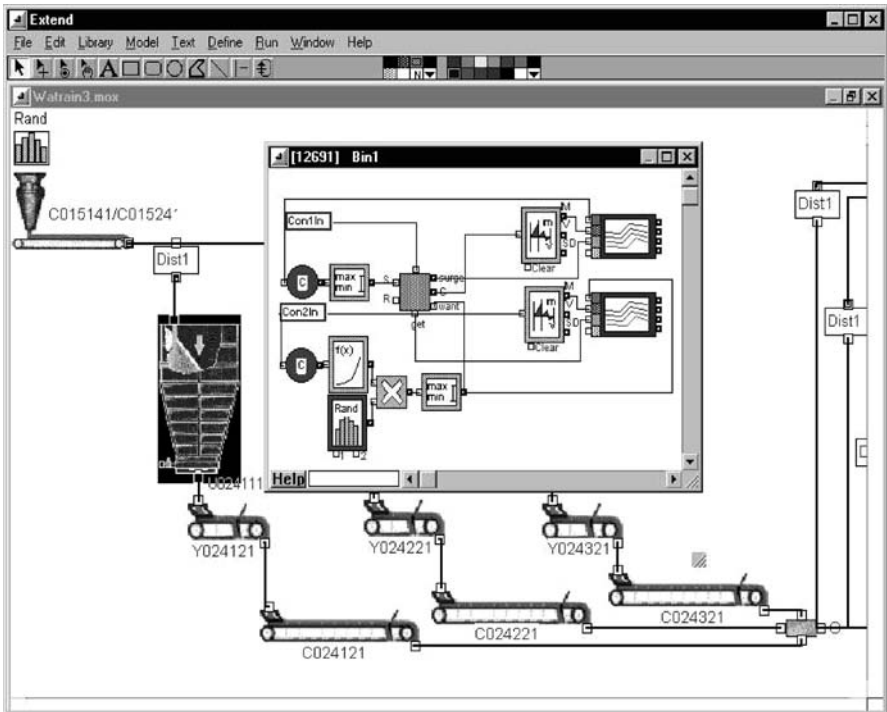 Extend
File Edit Library Model Text Define Run Window Help
A
N
Watrain3.mox
Rand
C015141/C01524
Dist1
[12691] Bin1
Con1In
C
max
min
S
R
surge
C
want
get
m
M
V
SD
Clear
Con2In
m
M
V
SD
Clear
C
f(x)
Rand
1 2
max
min
Help
Dist1
Dist1
U024111
Y024121
Y024221
Y024321
C024121
C024221
C024321